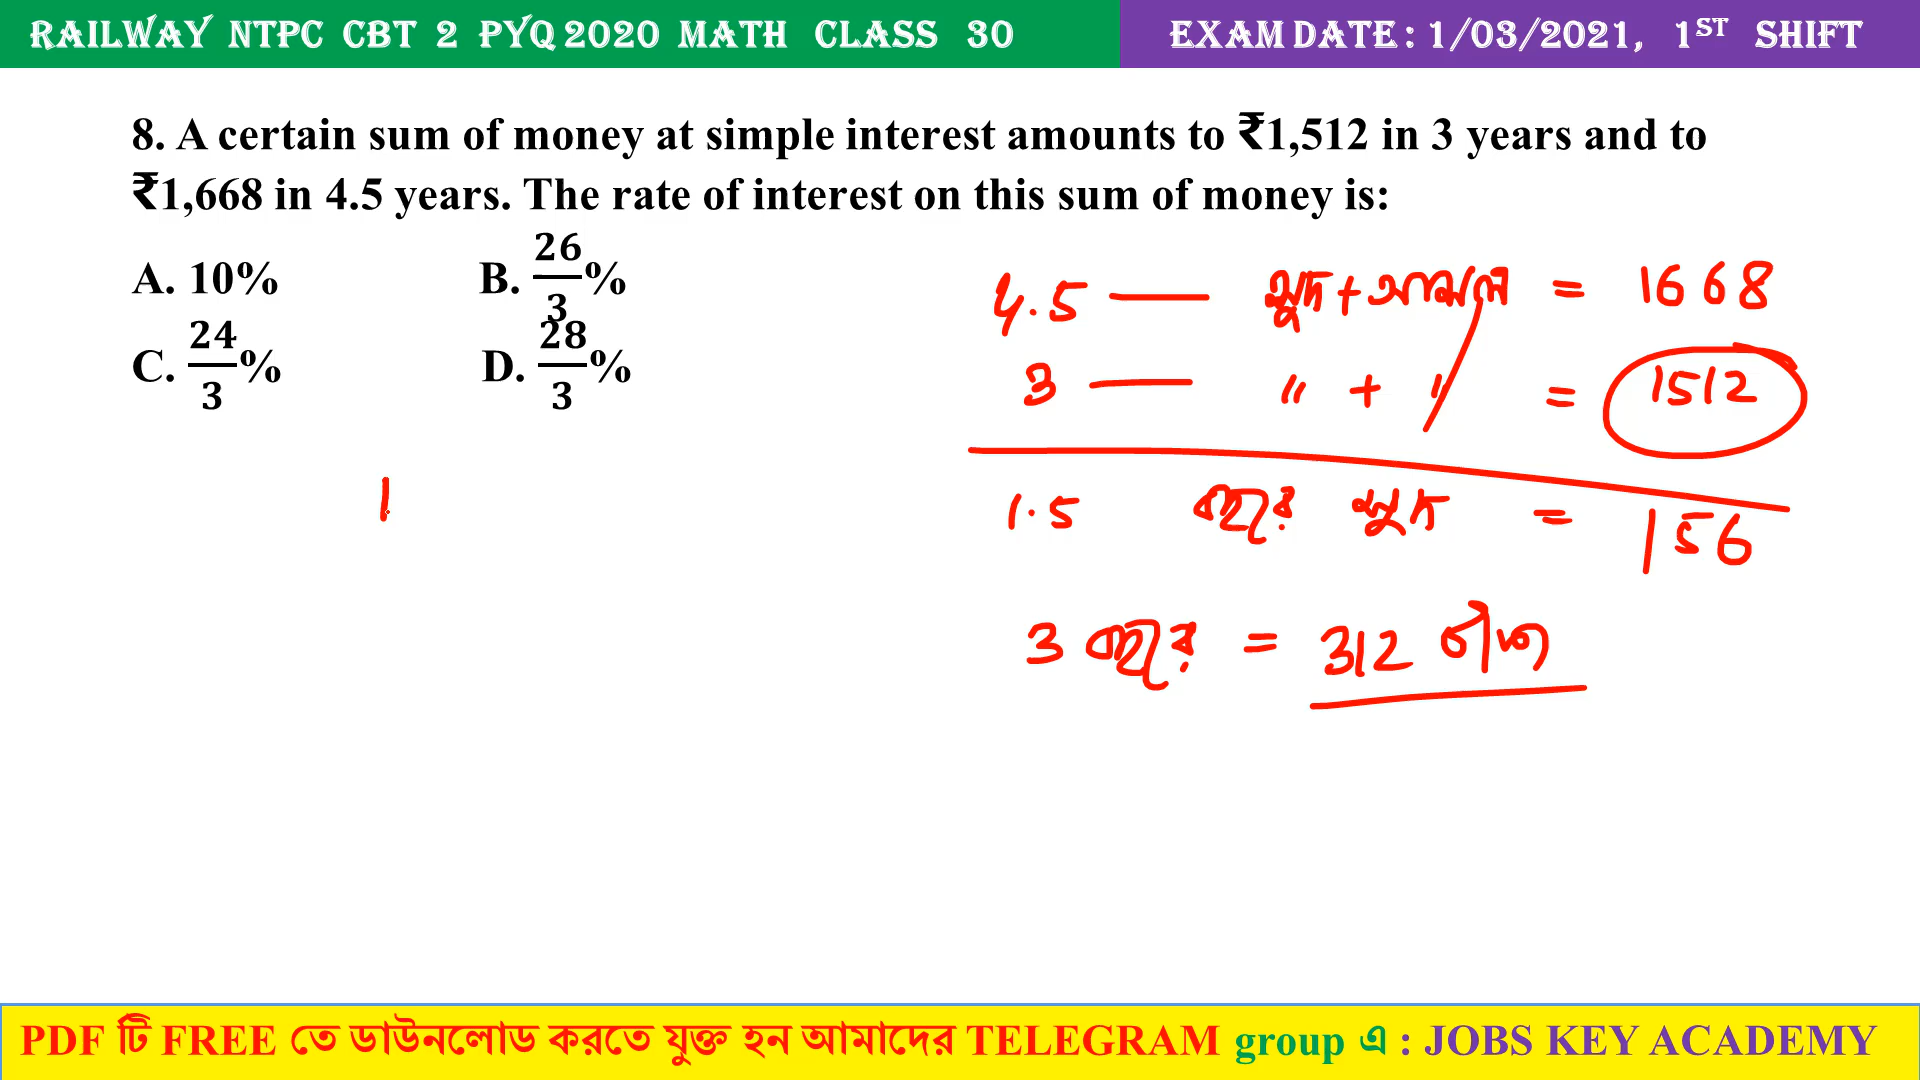 RAILWAY NTPC CBT 2 PYQ 2020 MATH CLASS 30
EXAM DATE : 1/03/2021, 1ST SHIFT
8. A certain sum of money at simple interest amounts to ₹1,512 in 3 years and to
₹1,668 in 4.5 years. The rate of interest on this sum of money is:
A. 10% B. 26/3%
C. 24/3% D. 28/3%
4.5 — সুদ + আসল = 1668
3 — " + " = 1512
1.5 বছরে সুদ = 156
3 বছরে = 312
1
PDF টি FREE তে ডাউনলোড করতে যুক্ত হন আমাদের TELEGRAM group এ : JOBS KEY ACADEMY